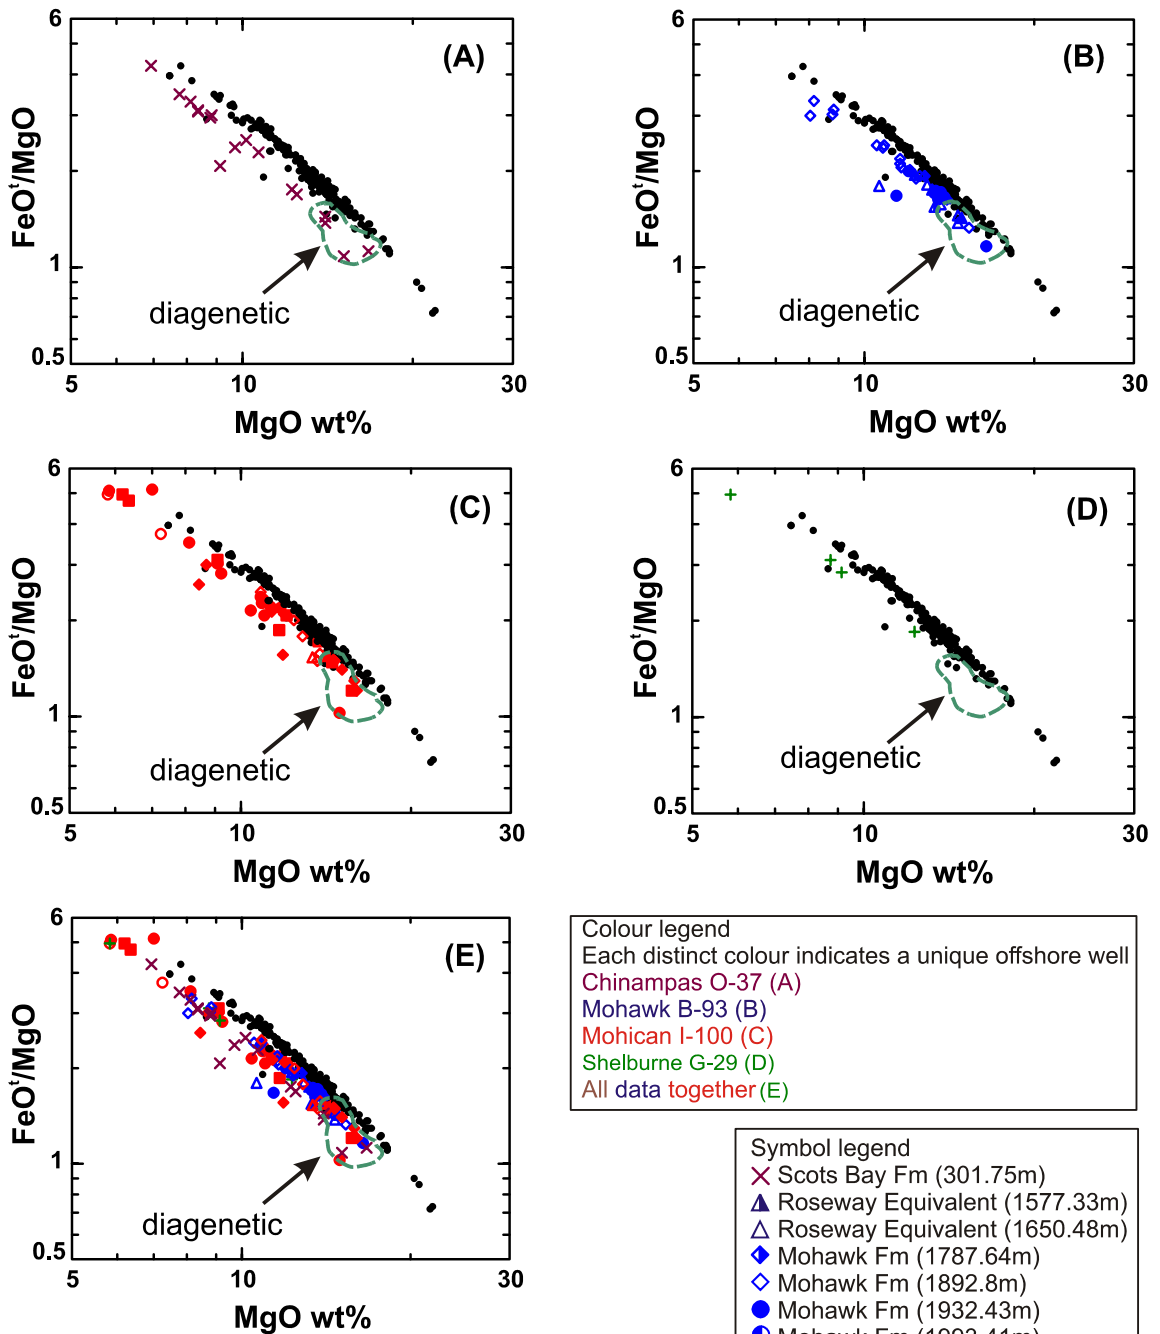 6
(A)
FeOᵗ/MgO
1
diagenetic
0.5
5
10
30
MgO wt%
6
(B)
FeOᵗ/MgO
1
diagenetic
0.5
5
10
30
MgO wt%
6
(C)
FeOᵗ/MgO
1
diagenetic
0.5
5
10
30
MgO wt%
6
(D)
FeOᵗ/MgO
1
diagenetic
0.5
5
10
30
MgO wt%
6
(E)
FeOᵗ/MgO
1
diagenetic
0.5
5
10
30
MgO wt%
Colour legend
Each distinct colour indicates a unique offshore well
Chinampas O-37 (A)
Mohawk B-93 (B)
Mohican I-100 (C)
Shelburne G-29 (D)
All data together (E)
Symbol legend
Scots Bay Fm (301.75m)
Roseway Equivalent (1577.33m)
Roseway Equivalent (1650.48m)
Mohawk Fm (1787.64m)
Mohawk Fm (1892.8m)
Mohawk Fm (1932.43m)
Mohawk Fm